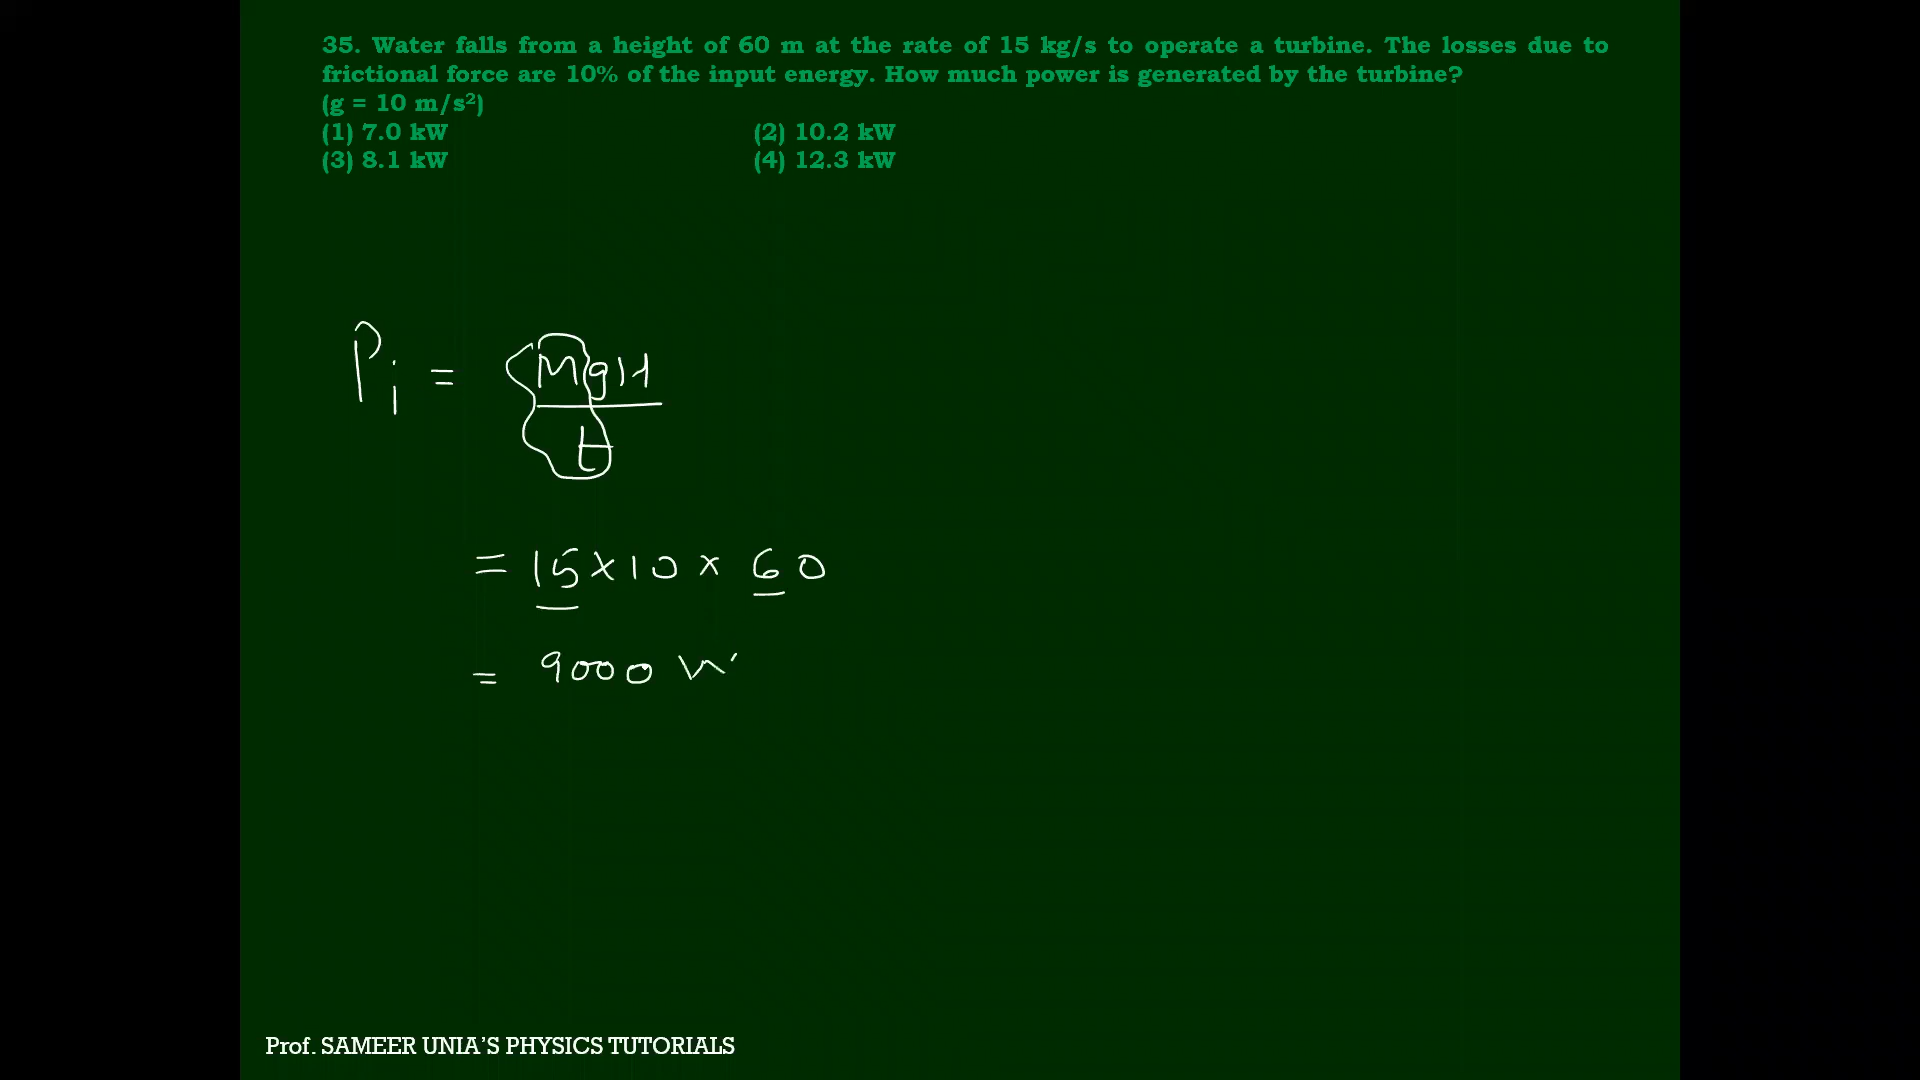 35. Water falls from a height of 60 m at the rate of 15 kg/s to operate a turbine. The losses due to
frictional force are 10% of the input energy. How much power is generated by the turbine?
(g = 10 m/s²)
(1) 7.0 kW (2) 10.2 kW
(3) 8.1 kW (4) 12.3 kW
Pi = MgH
t
= 15 x 10 x 60
= 9000 W
Prof. SAMEER UNIA'S PHYSICS TUTORIALS